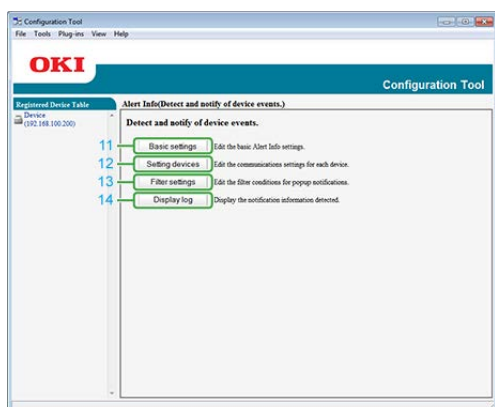 Configuration Tool
File Tools Plug-ins View Help
OKI
Configuration Tool
Registered Device Table
Alert Info(Detect and notify of device events.)
Device
(192.168.100.200)
Detect and notify of device events.
11 Basic settings Edit the basic Alert Info settings.
12 Setting devices Edit the communications settings for each device.
13 Filter settings Edit the filter conditions for popup notifications.
14 Display log Display the notification information detected.